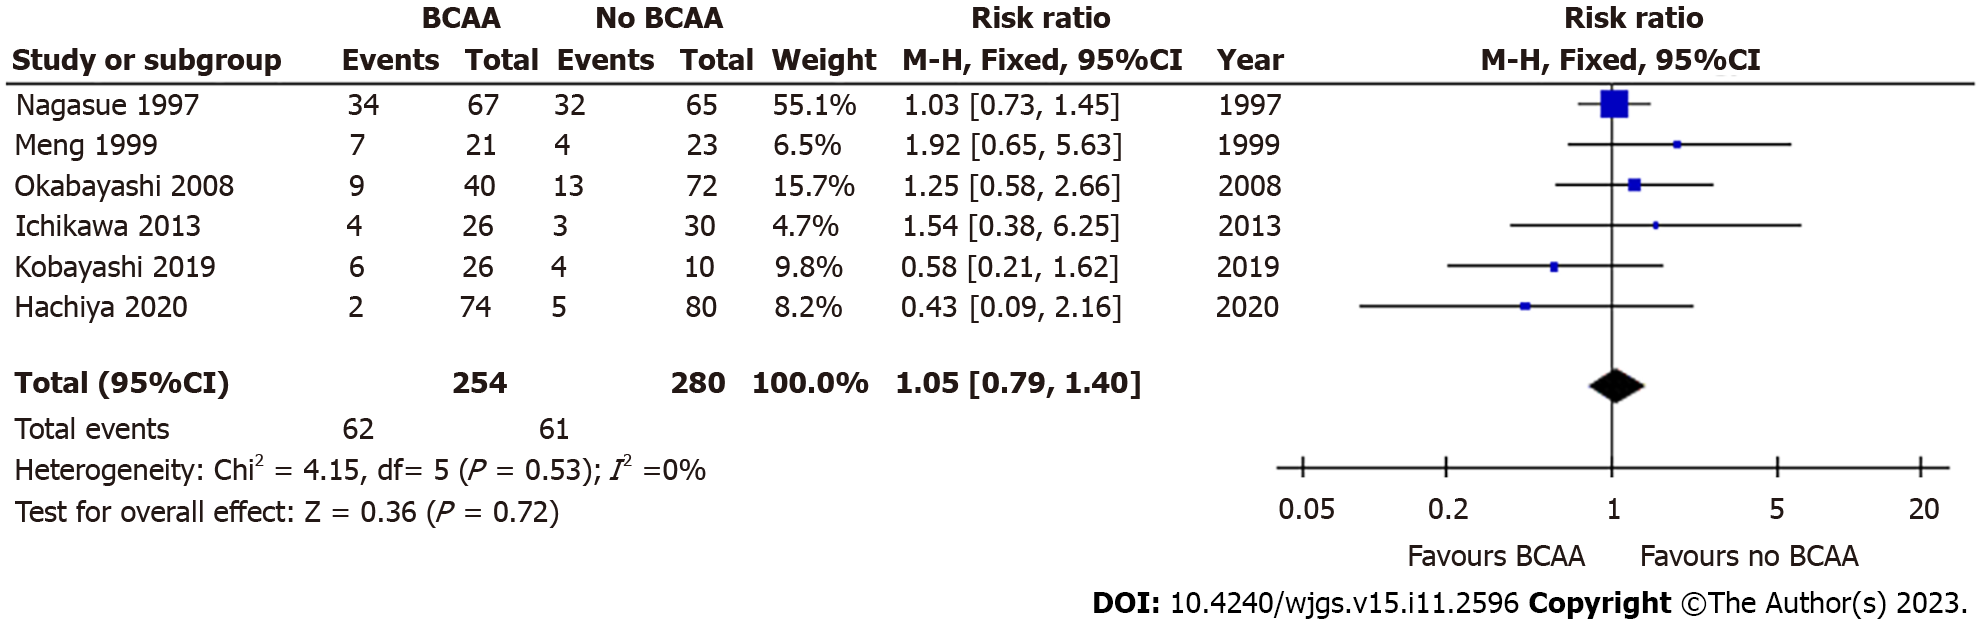 BCAA No BCAA Risk ratio Risk ratio
Study or subgroup Events Total Events Total Weight M-H, Fixed, 95%CI Year M-H, Fixed, 95%CI
Nagasue 1997 34 67 32 65 55.1% 1.03 [0.73, 1.45] 1997
Meng 1999 7 21 4 23 6.5% 1.92 [0.65, 5.63] 1999
Okabayashi 2008 9 40 13 72 15.7% 1.25 [0.58, 2.66] 2008
Ichikawa 2013 4 26 3 30 4.7% 1.54 [0.38, 6.25] 2013
Kobayashi 2019 6 26 4 10 9.8% 0.58 [0.21, 1.62] 2019
Hachiya 2020 2 74 5 80 8.2% 0.43 [0.09, 2.16] 2020
Total (95%CI) 254 280 100.0% 1.05 [0.79, 1.40]
Total events 62 61
Heterogeneity: Chi² = 4.15, df= 5 (P = 0.53); I² =0%
Test for overall effect: Z = 0.36 (P = 0.72)
0.05 0.2 1 5 20
Favours BCAA Favours no BCAA
DOI: 10.4240/wjgs.v15.i11.2596 Copyright ©The Author(s) 2023.